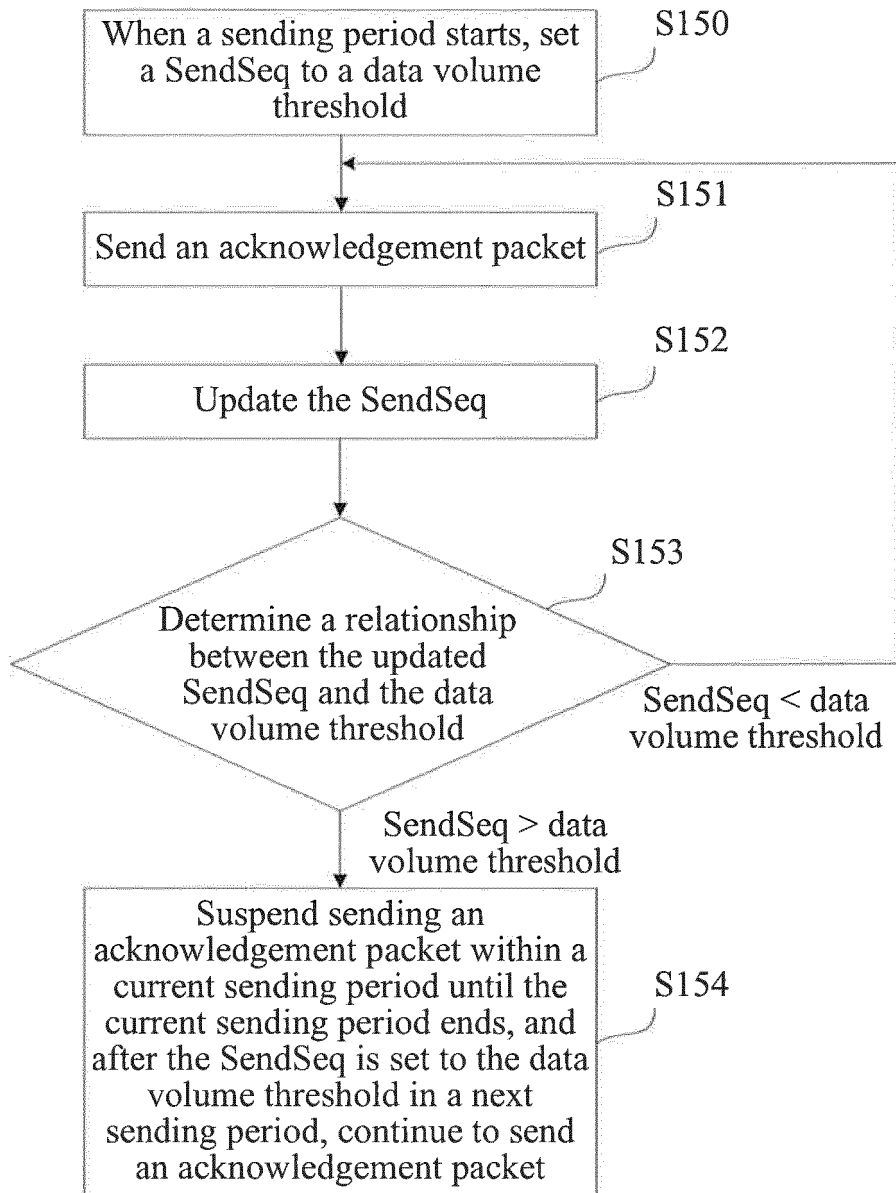 When a sending period starts, set
a SendSeq to a data volume
threshold
S150
S151
Send an acknowledgement packet
S152
Update the SendSeq
S153
Determine a relationship
between the updated
SendSeq and the data
volume threshold
SendSeq < data
volume threshold
SendSeq > data
volume threshold
Suspend sending an
acknowledgement packet within a
current sending period until the
current sending period ends, and
after the SendSeq is set to the data
volume threshold in a next
sending period, continue to send
an acknowledgement packet
S154